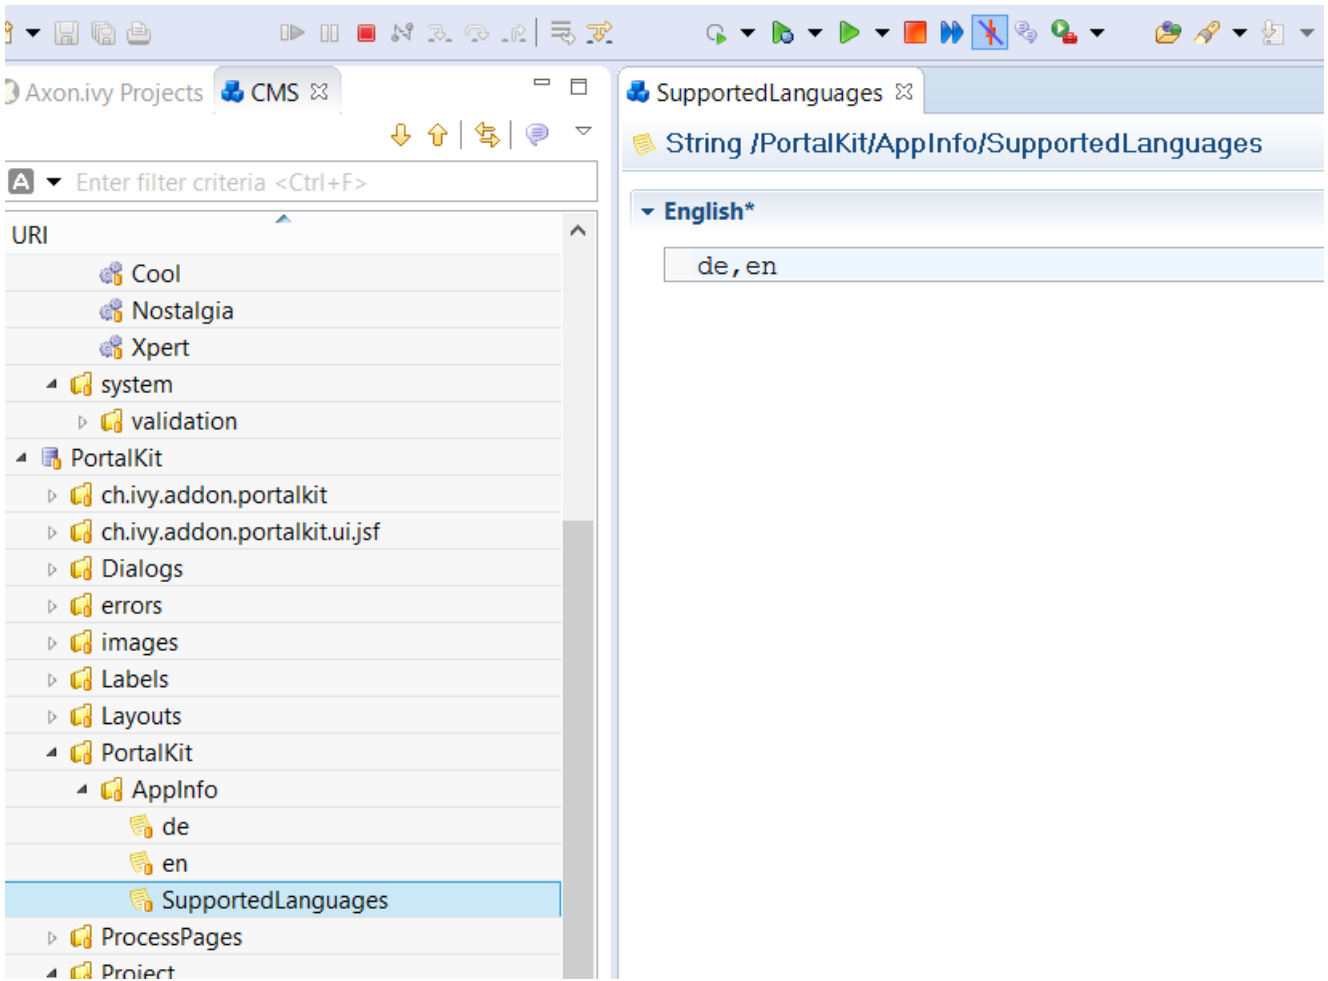 Axon.ivy Projects CMS
Enter filter criteria <Ctrl+F>
URI
Cool
Nostalgia
Xpert
system
validation
PortalKit
ch.ivy.addon.portalkit
ch.ivy.addon.portalkit.ui.jsf
Dialogs
errors
images
Labels
Layouts
PortalKit
AppInfo
de
en
SupportedLanguages
ProcessPages
Project
SupportedLanguages
String /PortalKit/AppInfo/SupportedLanguages
English*
de,en